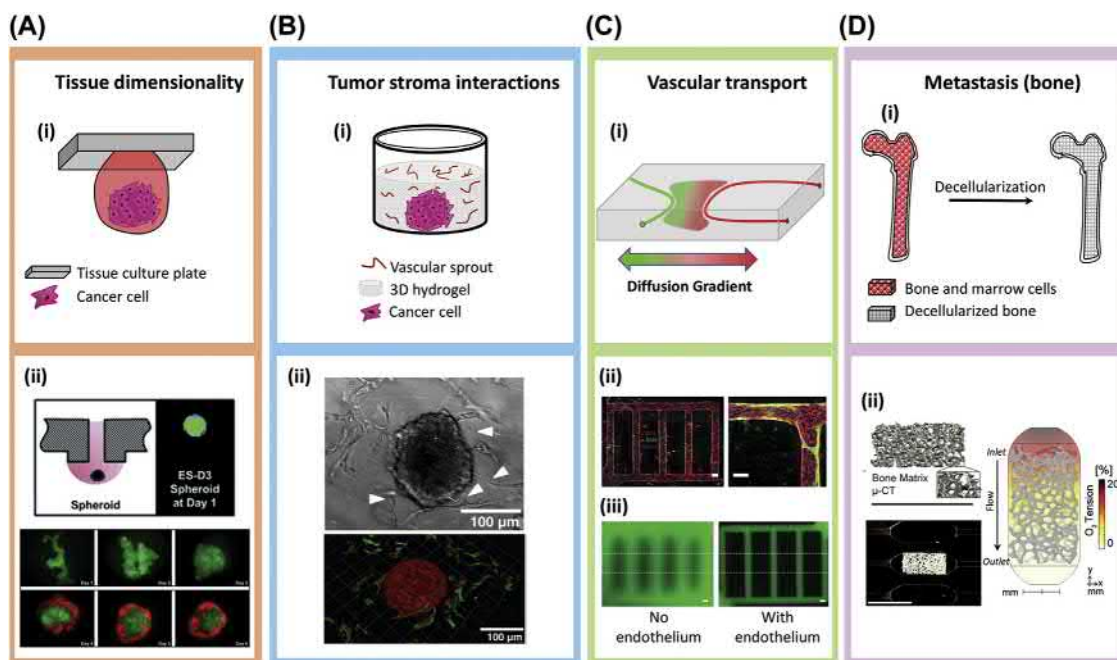 (A)
Tissue dimensionality
(i)
Tissue culture plate
Cancer cell
(ii)
Spheroid
ES-D3
Spheroid
at Day 1
(B)
Tumor stroma interactions
(i)
Vascular sprout
3D hydrogel
Cancer cell
(ii)
100 μm
100 μm
(C)
Vascular transport
(i)
Diffusion Gradient
(ii)
(iii)
No
endothelium
With
endothelium
(D)
Metastasis (bone)
(i)
Decellularization
Bone and marrow cells
Decellularized bone
(ii)
Bone Matrix
μ-CT
Inlet
Flow
Outlet
mm
[%]
20
O₂ Tension
0
y
x
mm